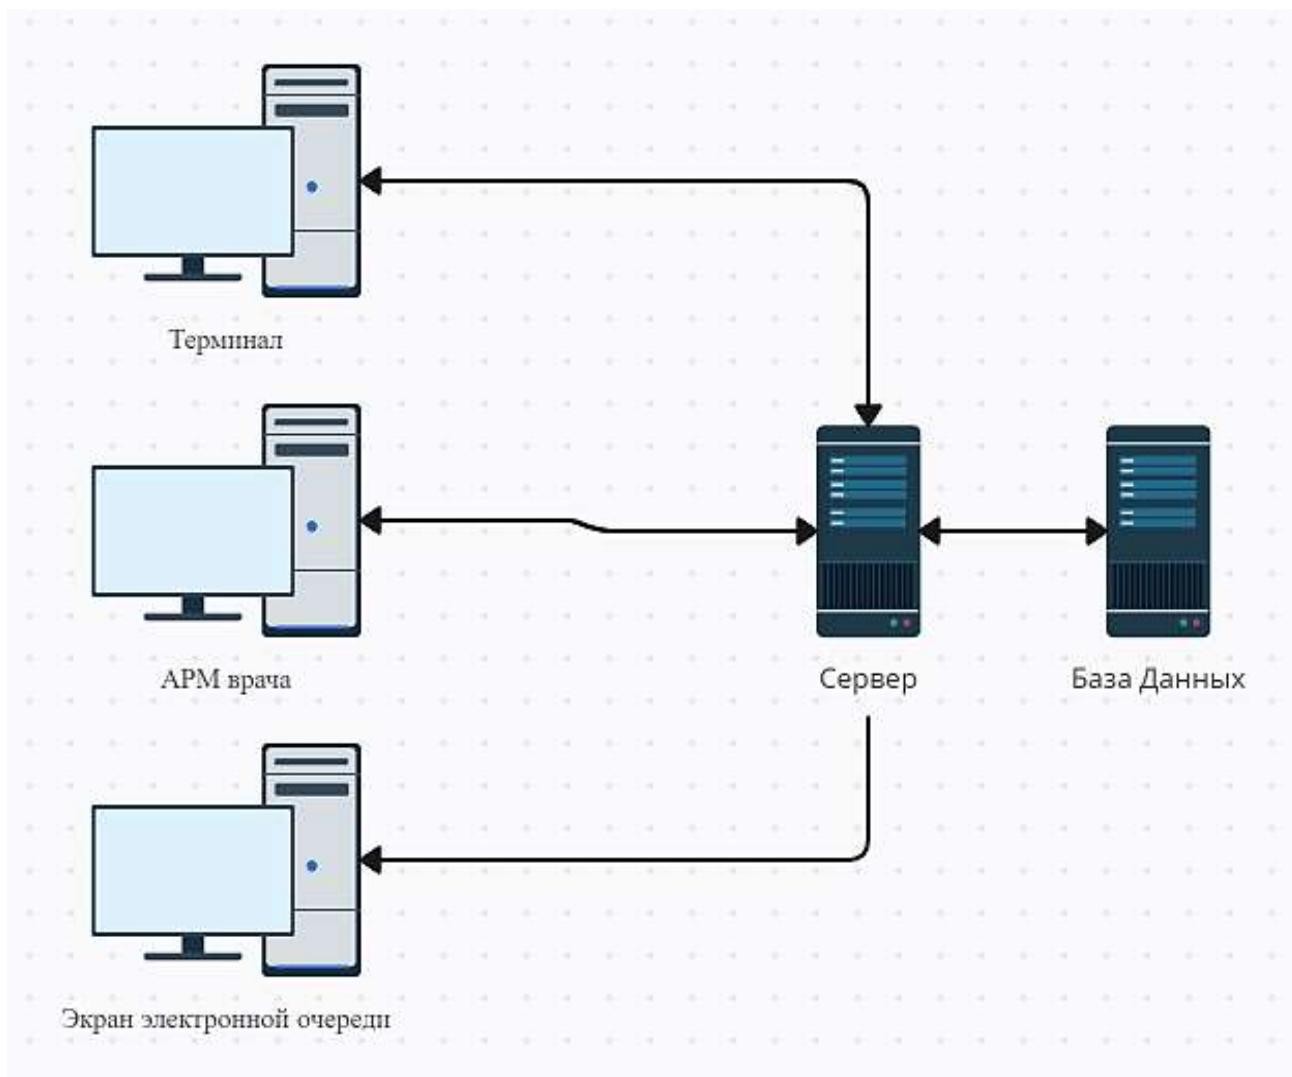 Терминал
АРМ врача
Сервер
База Данных
Экран электронной очереди